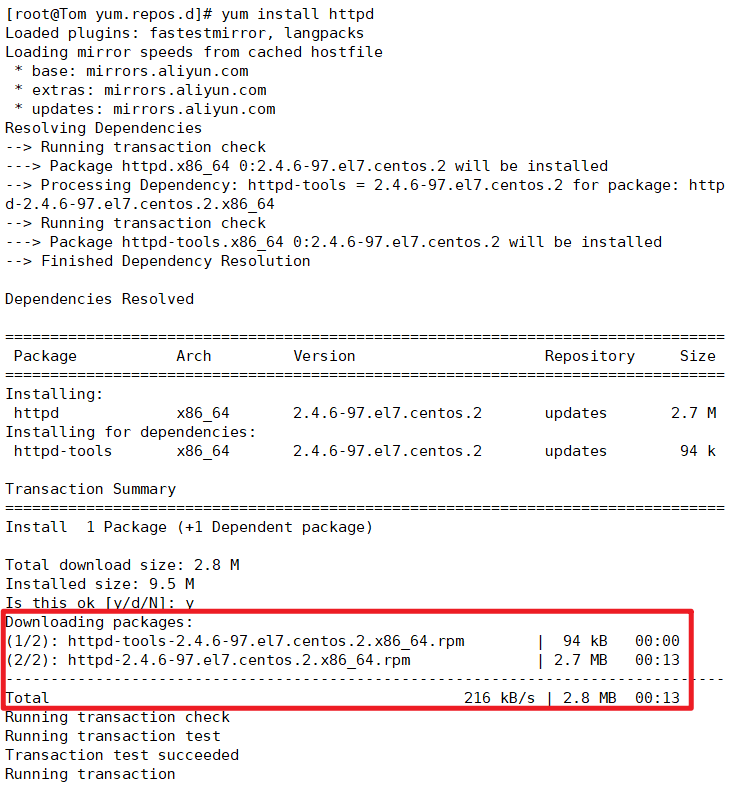 [root@Tom yum.repos.d]# yum install httpd
Loaded plugins: fastestmirror, langpacks
Loading mirror speeds from cached hostfile
 * base: mirrors.aliyun.com
 * extras: mirrors.aliyun.com
 * updates: mirrors.aliyun.com
Resolving Dependencies
--> Running transaction check
---> Package httpd.x86_64 0:2.4.6-97.el7.centos.2 will be installed
--> Processing Dependency: httpd-tools = 2.4.6-97.el7.centos.2 for package: http
d-2.4.6-97.el7.centos.2.x86_64
--> Running transaction check
---> Package httpd-tools.x86_64 0:2.4.6-97.el7.centos.2 will be installed
--> Finished Dependency Resolution

Dependencies Resolved

================================================================================
 Package           Arch         Version                     Repository     Size
================================================================================
Installing:
 httpd             x86_64       2.4.6-97.el7.centos.2       updates       2.7 M
Installing for dependencies:
 httpd-tools       x86_64       2.4.6-97.el7.centos.2       updates        94 k

Transaction Summary
================================================================================
Install  1 Package (+1 Dependent package)

Total download size: 2.8 M
Installed size: 9.5 M
Is this ok [y/d/N]: y
Downloading packages:
(1/2): httpd-tools-2.4.6-97.el7.centos.2.x86_64.rpm        |  94 kB   00:00
(2/2): httpd-2.4.6-97.el7.centos.2.x86_64.rpm              | 2.7 MB   00:13
--------------------------------------------------------------------------------
Total                                              216 kB/s | 2.8 MB  00:13
Running transaction check
Running transaction test
Transaction test succeeded
Running transaction